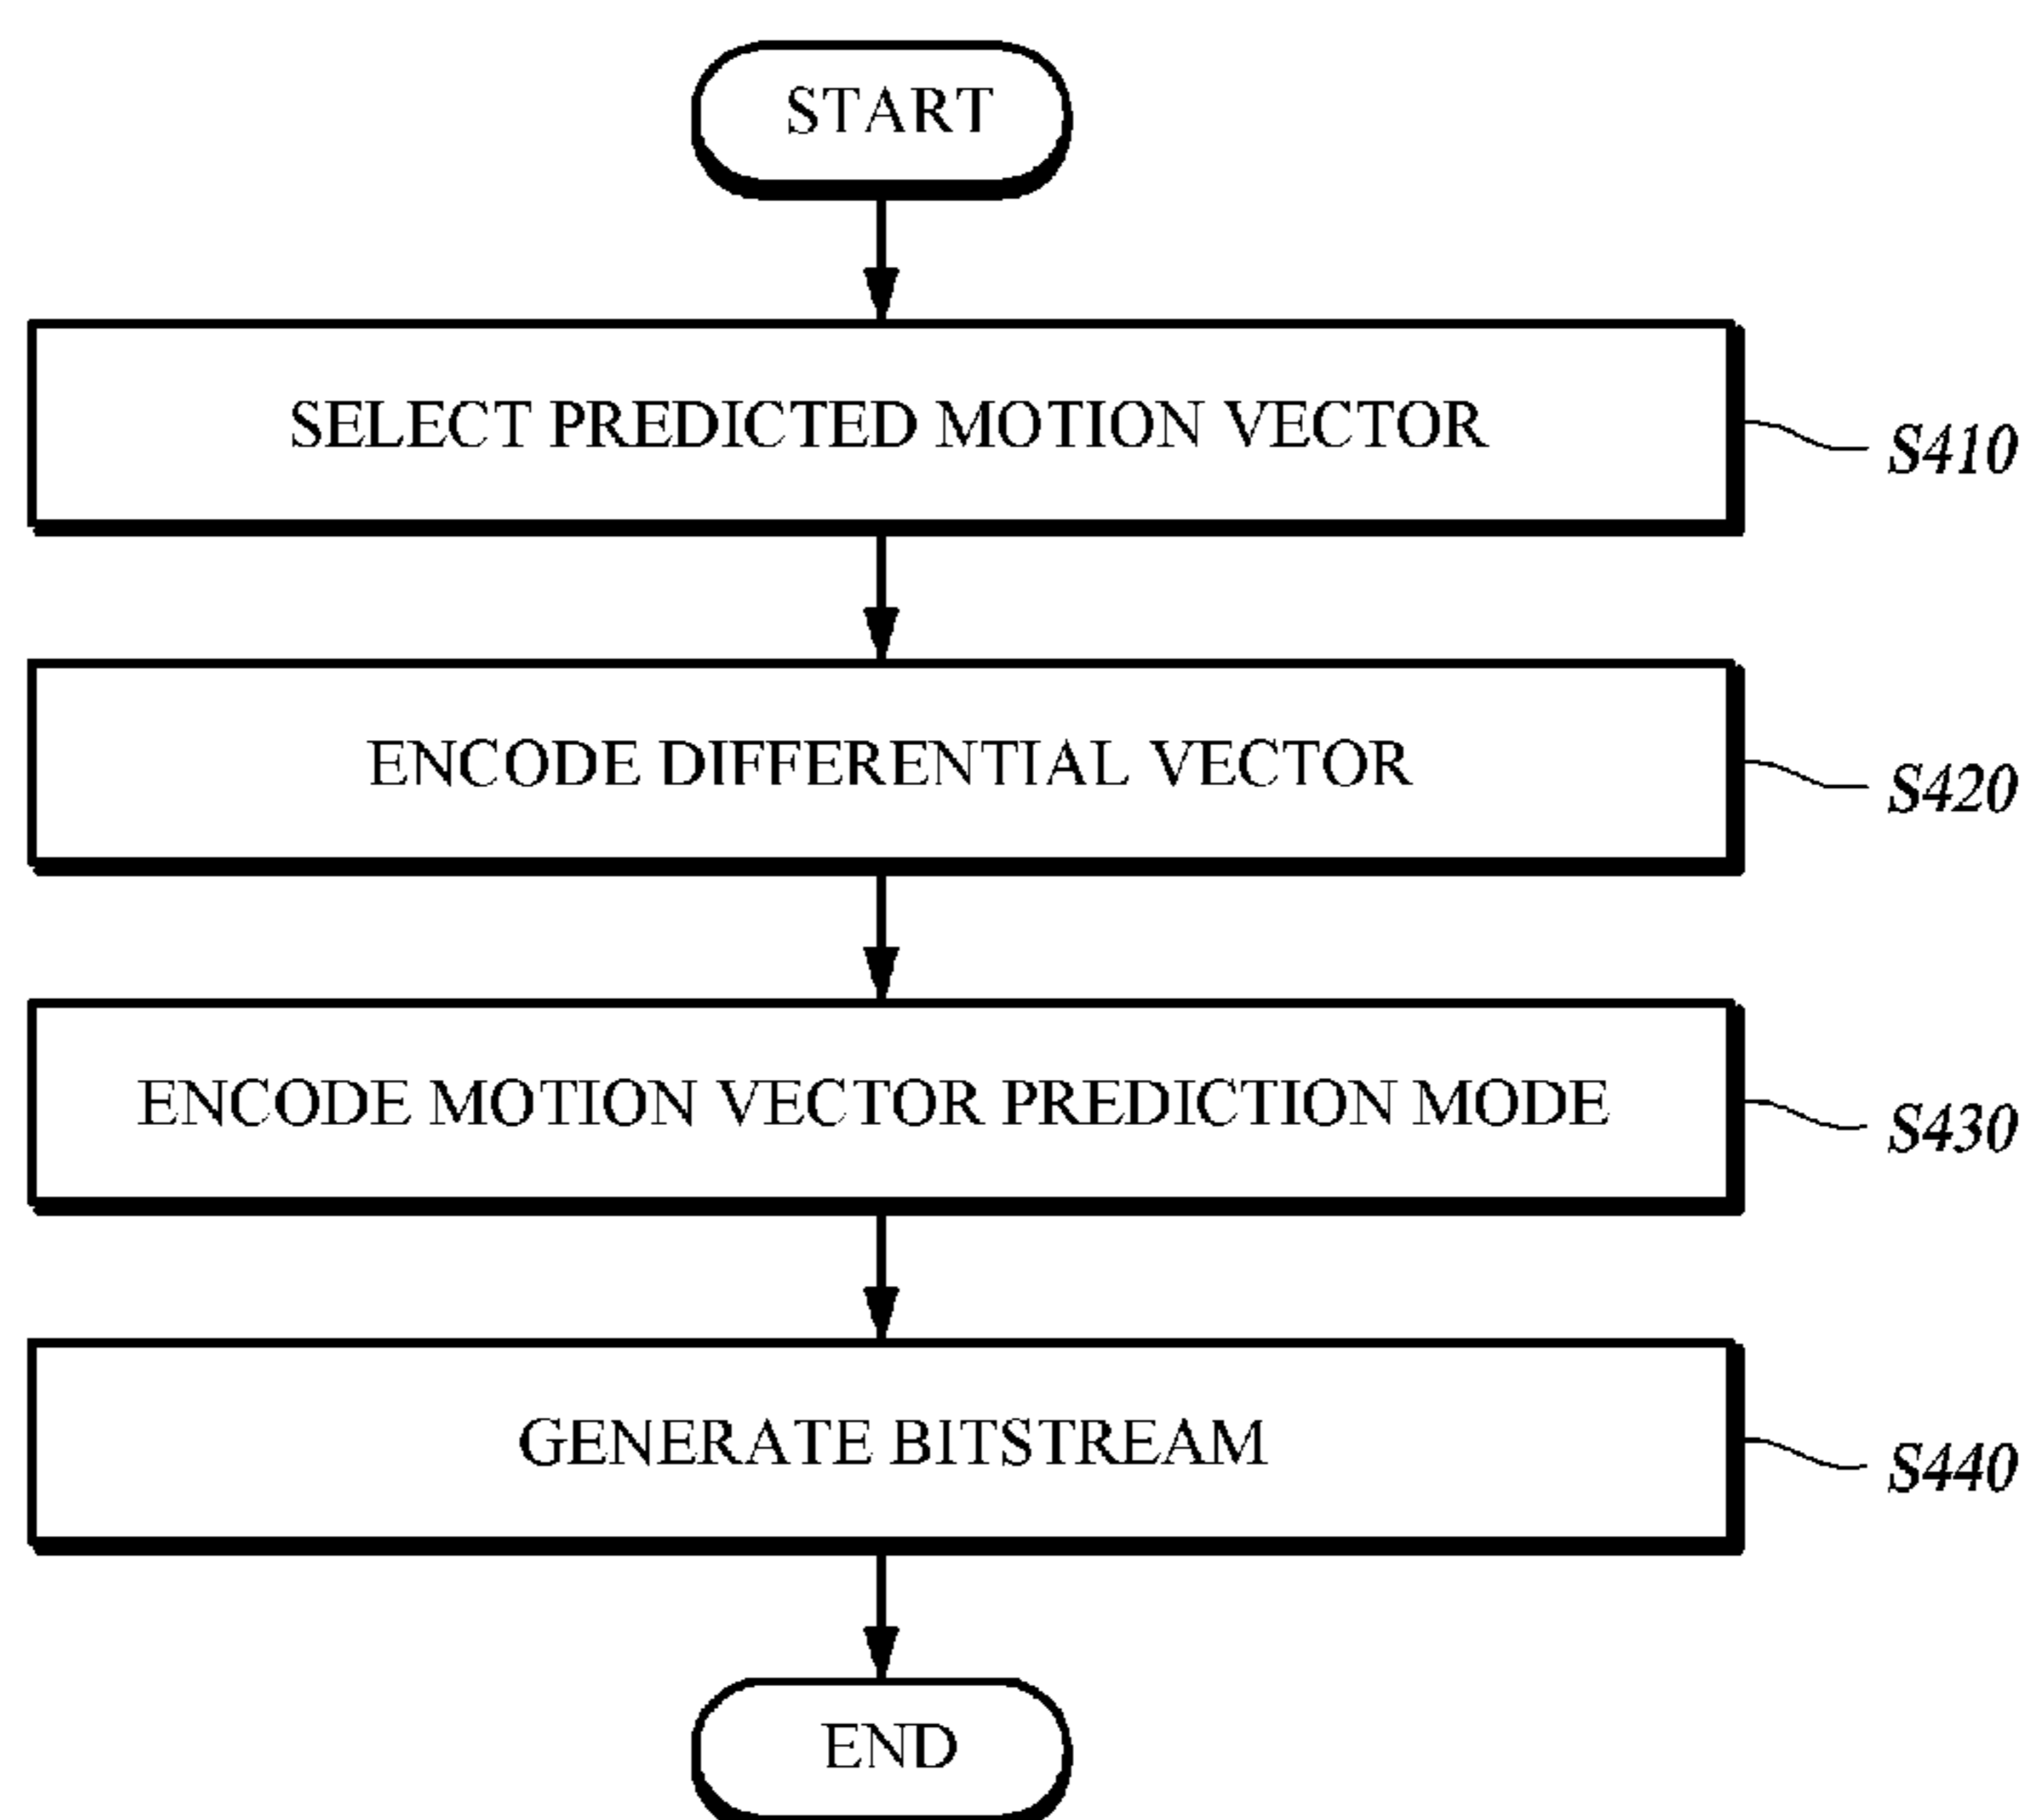 START
SELECT PREDICTED MOTION VECTOR
S410
ENCODE DIFFERENTIAL VECTOR
S420
ENCODE MOTION VECTOR PREDICTION MODE
S430
GENERATE BITSTREAM
S440
END